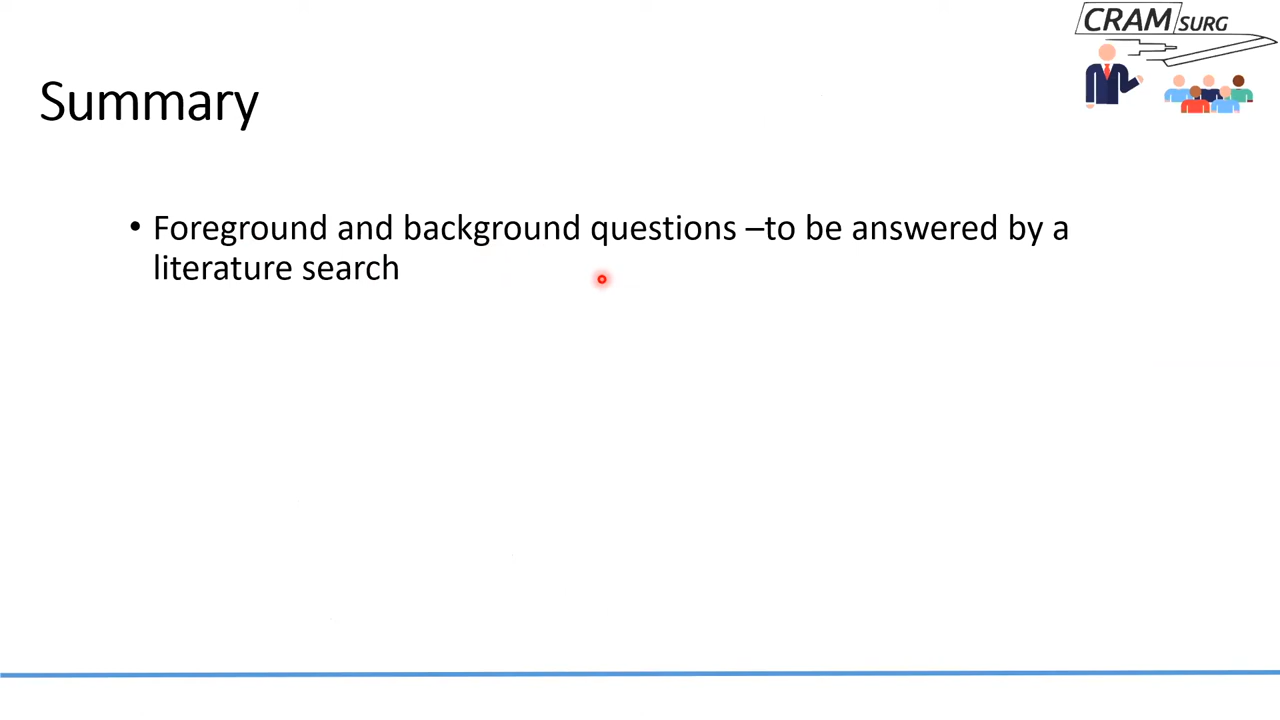 CRAM SURG
Summary
• Foreground and background questions –to be answered by a
literature search